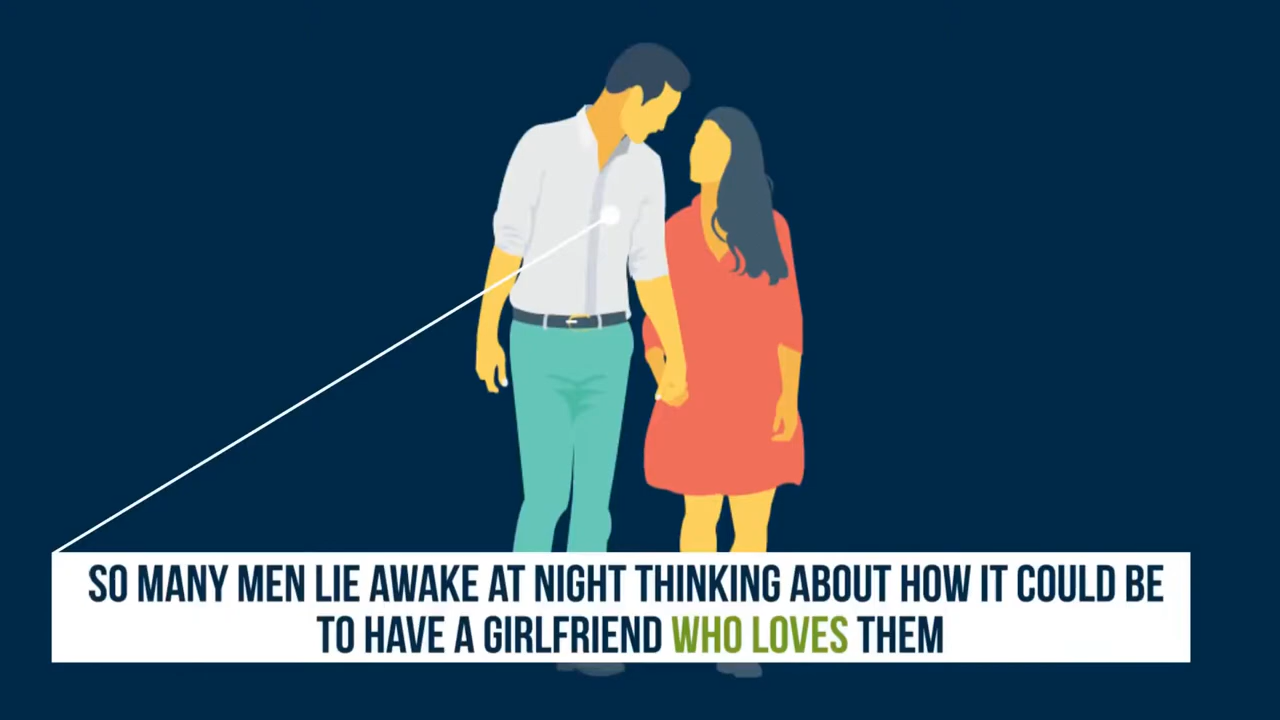 SO MANY MEN LIE AWAKE AT NIGHT THINKING ABOUT HOW IT COULD BE
TO HAVE A GIRLFRIEND WHO LOVES THEM